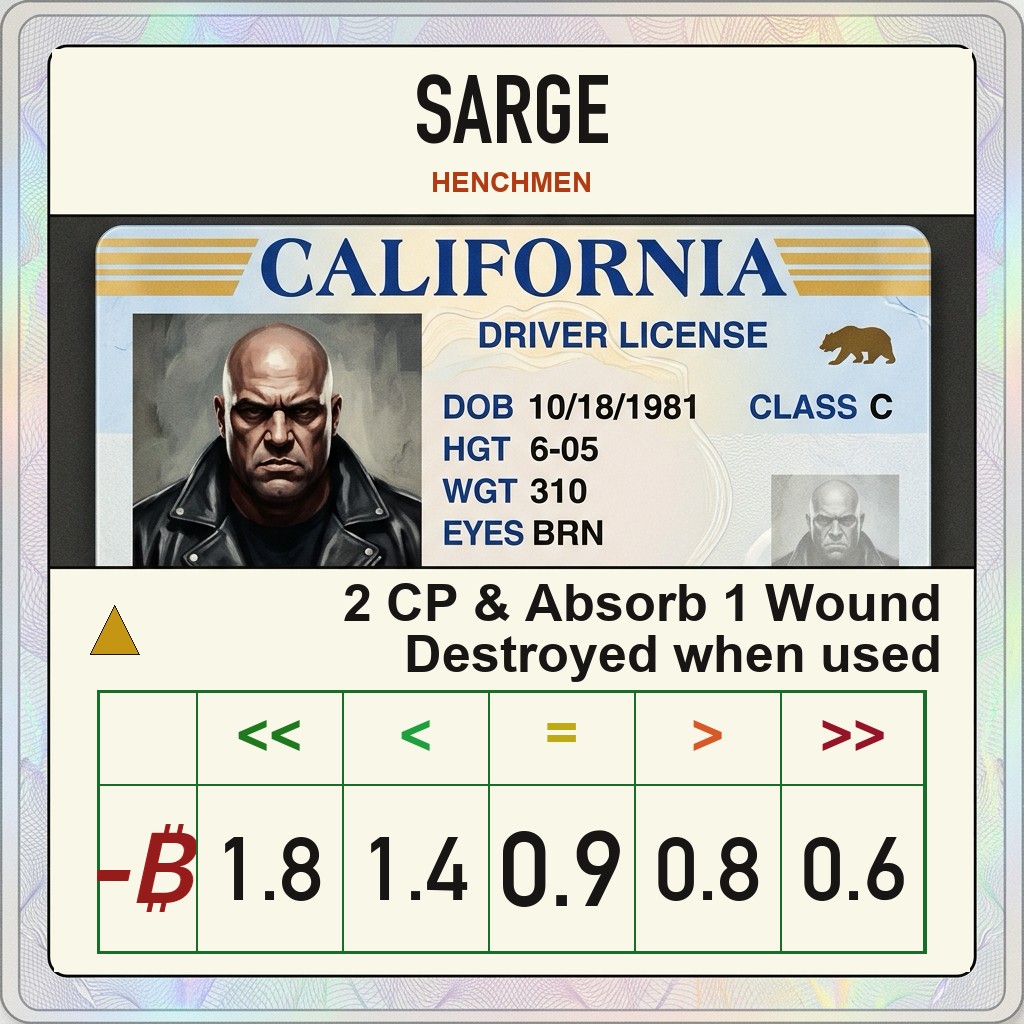 SARGE
HENCHMEN
CALIFORNIA
DRIVER LICENSE
DOB 10/18/1981 CLASS C
HGT 6-05
WGT 310
EYES BRN
2 CP & Absorb 1 Wound
Destroyed when used
<< < = > >>
-₿ 1.8 1.4 0.9 0.8 0.6